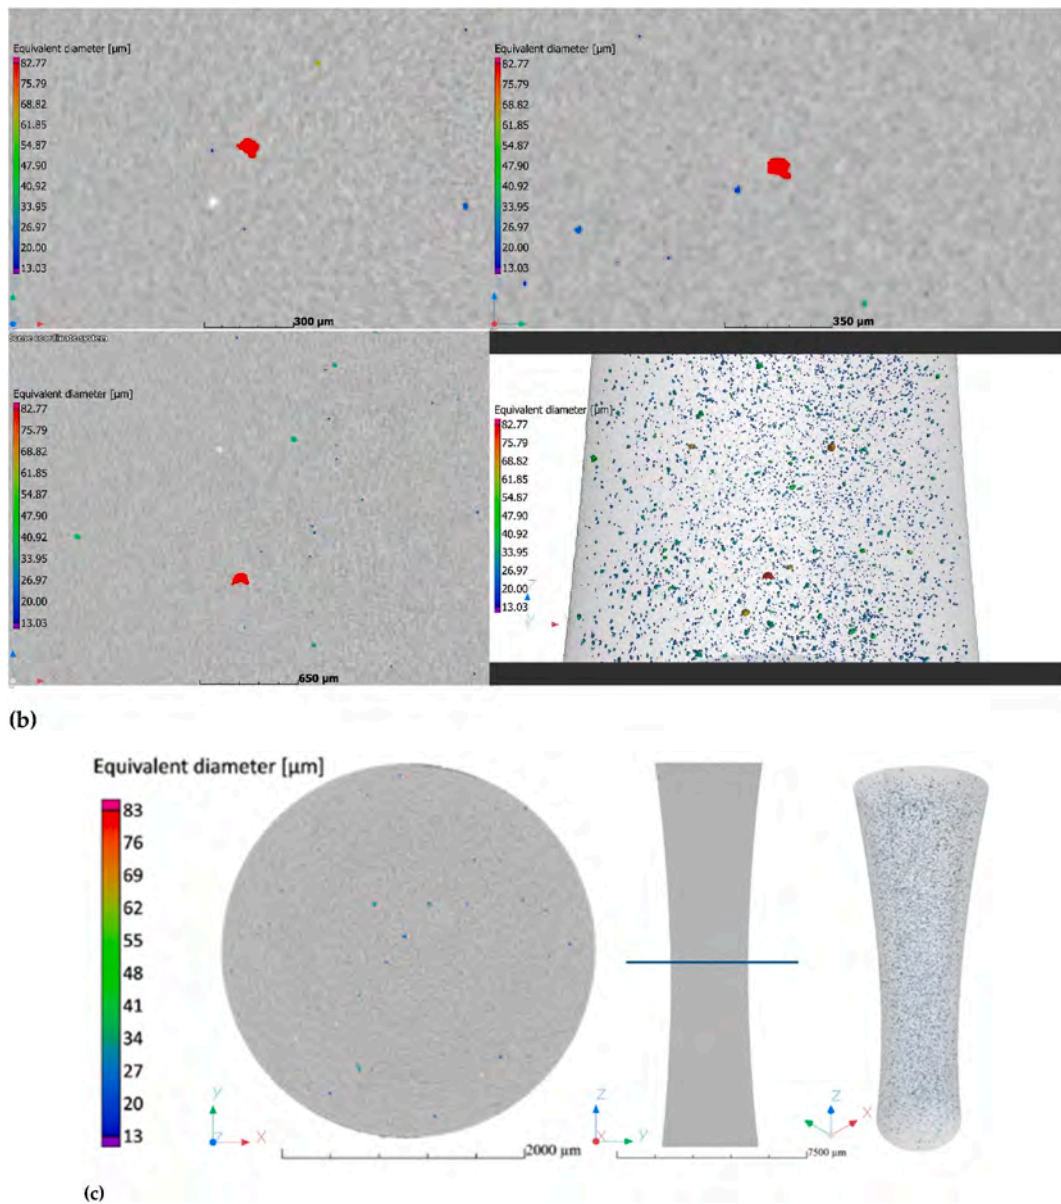 Equivalent diameter [µm]
82.77
75.79
68.82
61.85
54.87
47.90
40.92
33.95
26.97
20.00
13.03
300 µm
Equivalent diameter [µm]
82.77
75.79
68.82
61.85
54.87
47.90
40.92
33.95
26.97
20.00
13.03
350 µm
Scene coordinate system
Equivalent diameter [µm]
82.77
75.79
68.82
61.85
54.87
47.90
40.92
33.95
26.97
20.00
13.03
650 µm
Equivalent diameter [µm]
82.77
75.79
68.82
61.85
54.87
47.90
40.92
33.95
26.97
20.00
13.03
(b)
Equivalent diameter [µm]
83
76
69
62
55
48
41
34
27
20
13
y
z
x
2000 µm
z
x
y
7500 µm
z
x
(c)